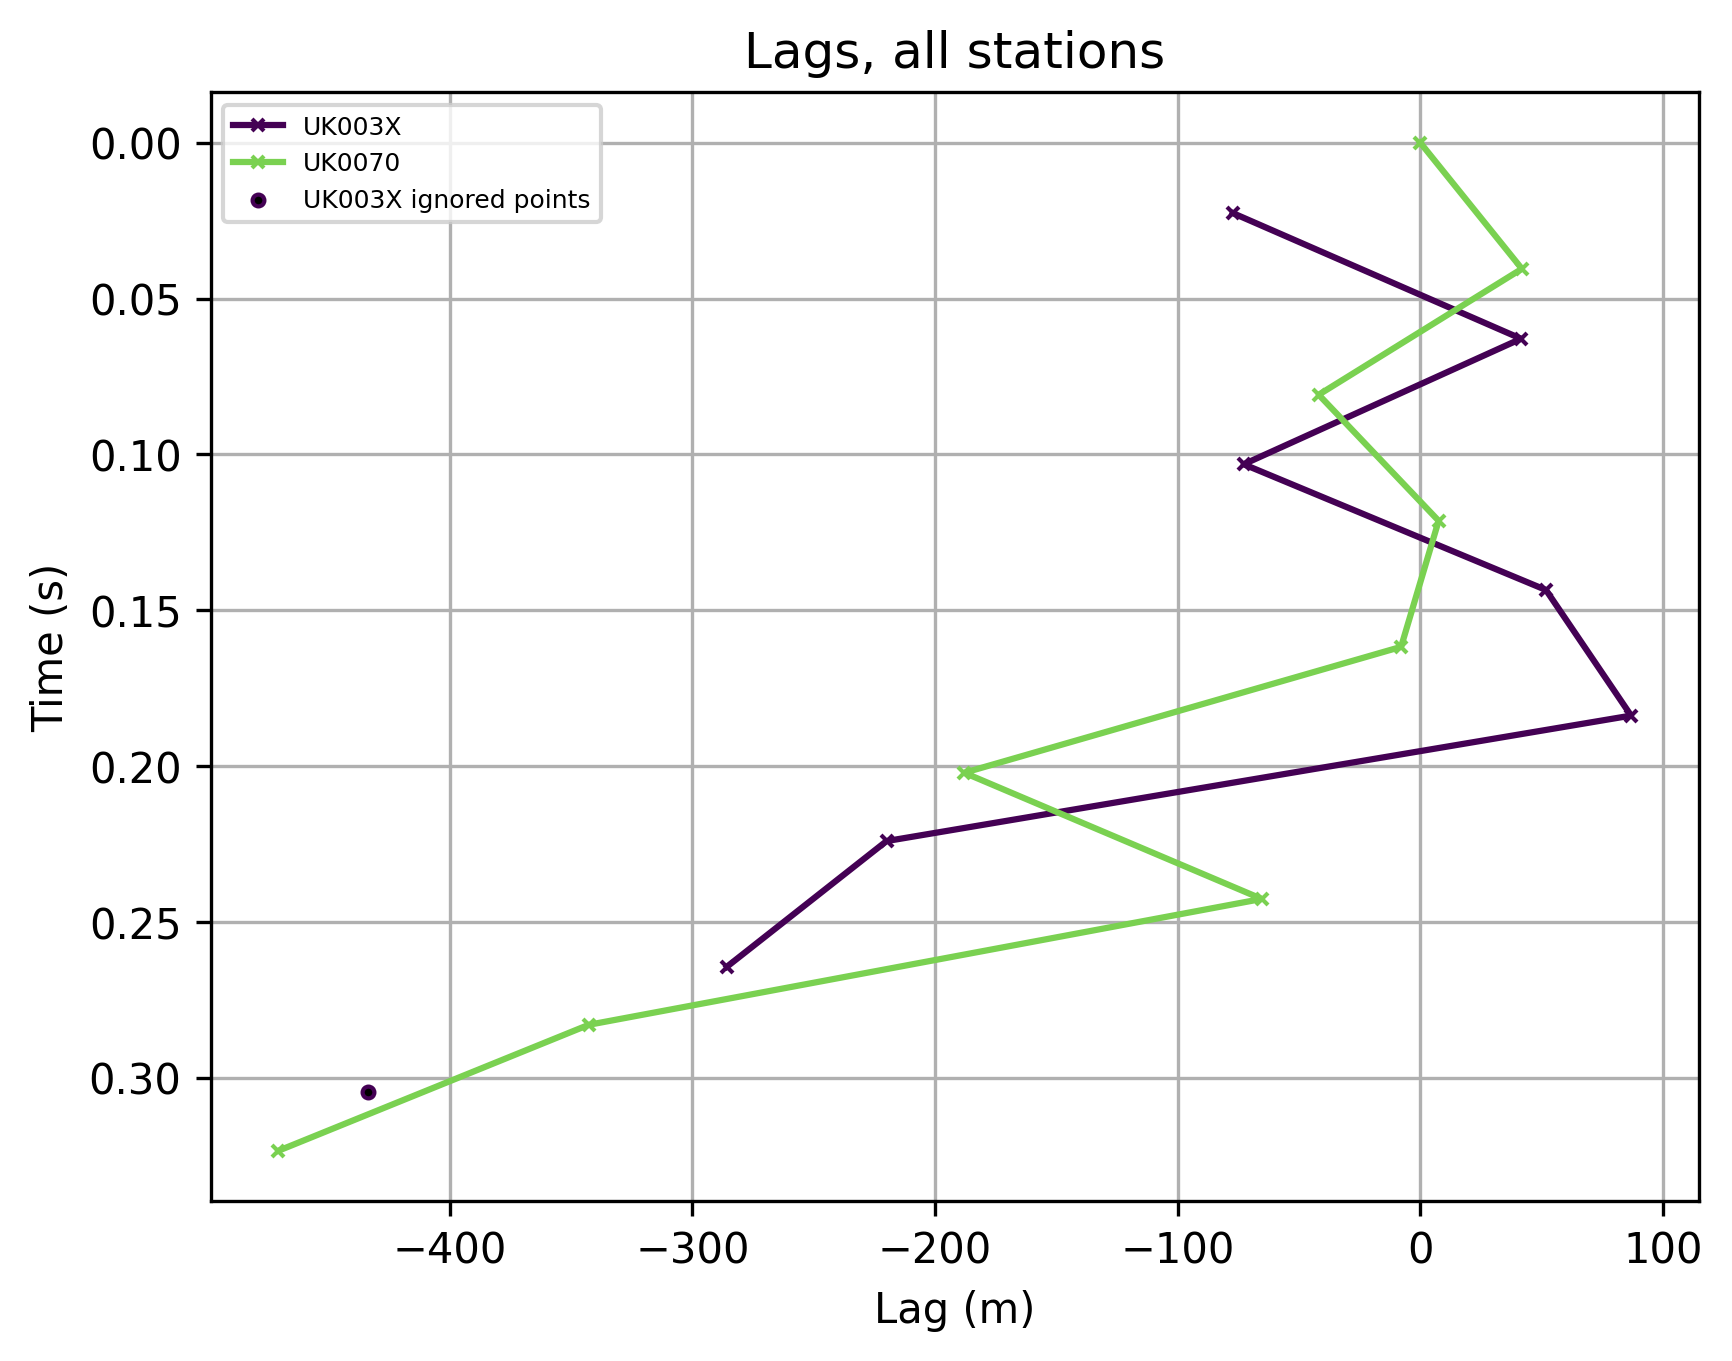 Lags, all stations
UK003X
UK0070
UK003X ignored points
0.00
0.05
0.10
0.15
0.20
0.25
0.30
Time (s)
−400 −300 −200 −100 0 100
Lag (m)